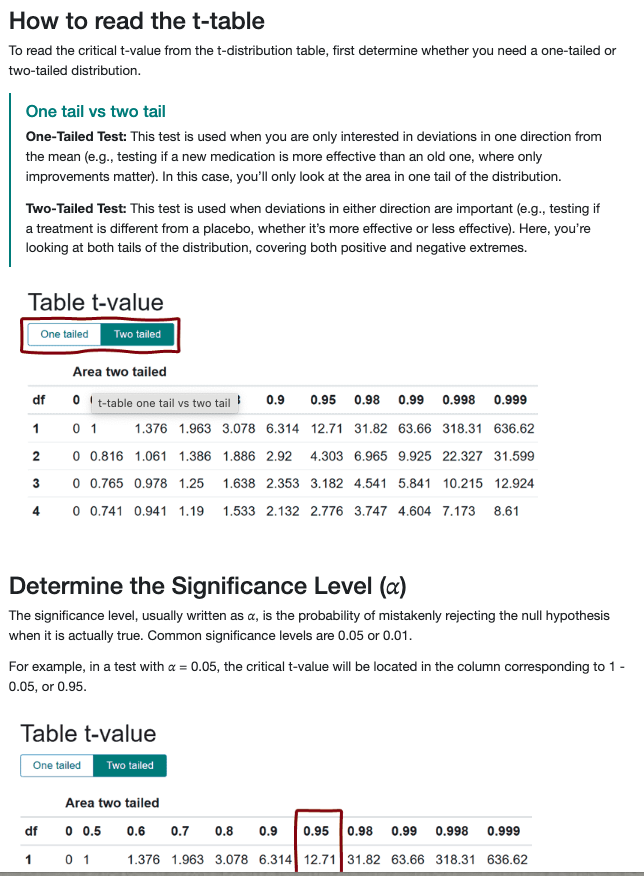 How to read the t-table
To read the critical t-value from the t-distribution table, first determine whether you need a one-tailed or
two-tailed distribution.
One tail vs two tail
One-Tailed Test: This test is used when you are only interested in deviations in one direction from
the mean (e.g., testing if a new medication is more effective than an old one, where only
improvements matter). In this case, you'll only look at the area in one tail of the distribution.
Two-Tailed Test: This test is used when deviations in either direction are important (e.g., testing if
a treatment is different from a placebo, whether it's more effective or less effective). Here, you're
looking at both tails of the distribution, covering both positive and negative extremes.
Table t-value
One tailed Two tailed
Area two tailed
df 0 t-table one tail vs two tail 0.9 0.95 0.98 0.99 0.998 0.999
1 0 1 1.376 1.963 3.078 6.314 12.71 31.82 63.66 318.31 636.62
2 0 0.816 1.061 1.386 1.886 2.92 4.303 6.965 9.925 22.327 31.599
3 0 0.765 0.978 1.25 1.638 2.353 3.182 4.541 5.841 10.215 12.924
4 0 0.741 0.941 1.19 1.533 2.132 2.776 3.747 4.604 7.173 8.61
Determine the Significance Level (α)
The significance level, usually written as α, is the probability of mistakenly rejecting the null hypothesis
when it is actually true. Common significance levels are 0.05 or 0.01.
For example, in a test with α = 0.05, the critical t-value will be located in the column corresponding to 1 -
0.05, or 0.95.
Table t-value
One tailed Two tailed
Area two tailed
df 0 0.5 0.6 0.7 0.8 0.9 0.95 0.98 0.99 0.998 0.999
1 0 1 1.376 1.963 3.078 6.314 12.71 31.82 63.66 318.31 636.62